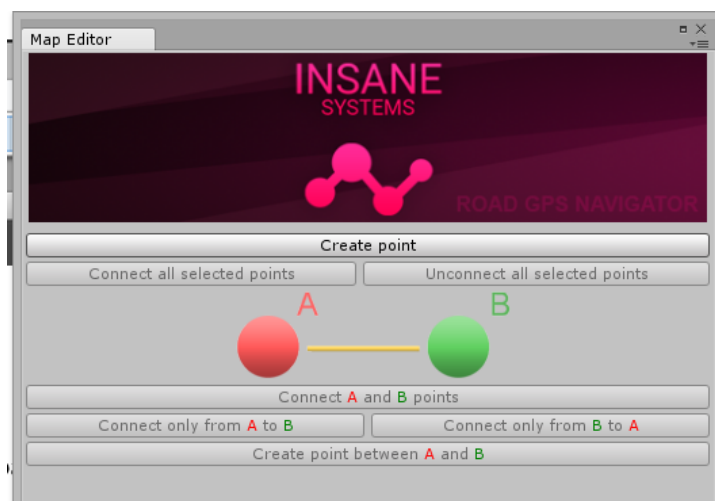 Map Editor
INSANE
SYSTEMS
ROAD GPS NAVIGATOR
Create point
Connect all selected points
Unconnect all selected points
A
B
Connect A and B points
Connect only from A to B
Connect only from B to A
Create point between A and B